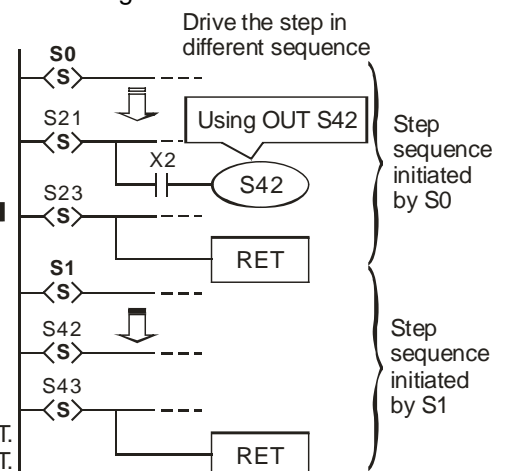 Drive the step in
different sequence
S0
S
S21
S
Using OUT S42
X2
S42
S23
S
RET
Step
sequence
initiated
by S0
S1
S
S42
S
S43
S
RET
Step
sequence
initiated
by S1
T.
T.